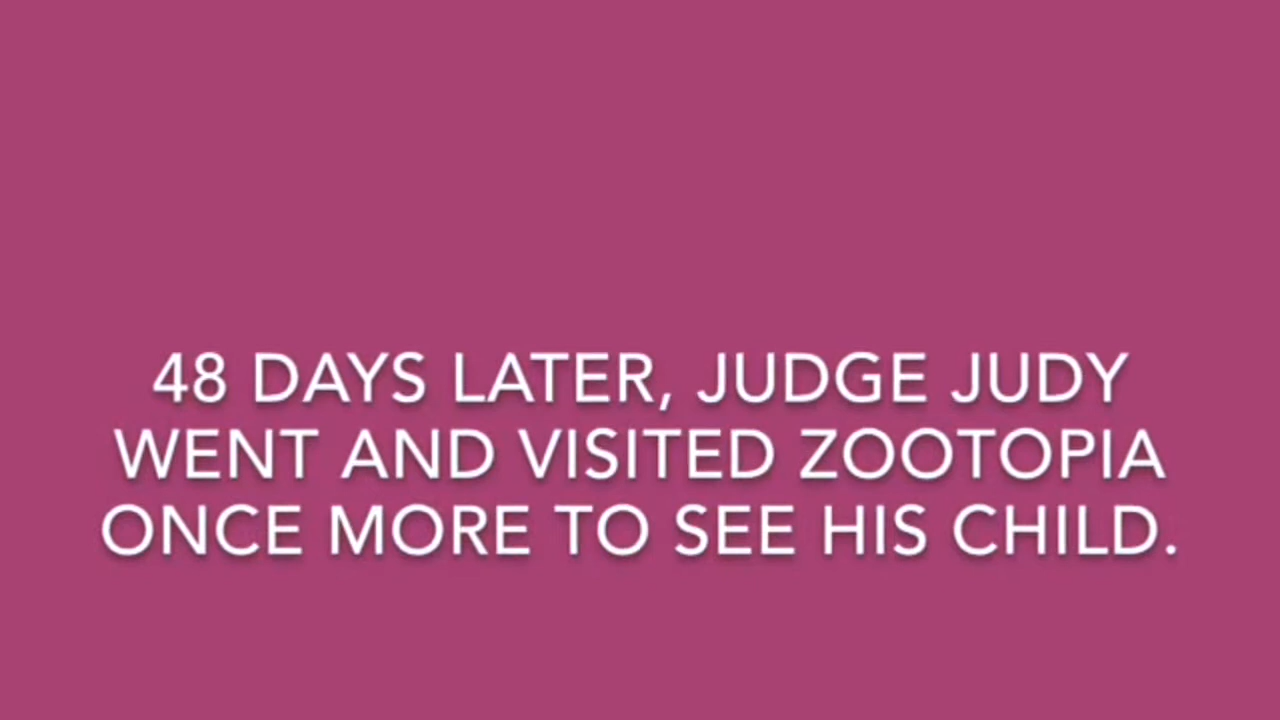 48 DAYS LATER, JUDGE JUDY
WENT AND VISITED ZOOTOPIA
ONCE MORE TO SEE HIS CHILD.